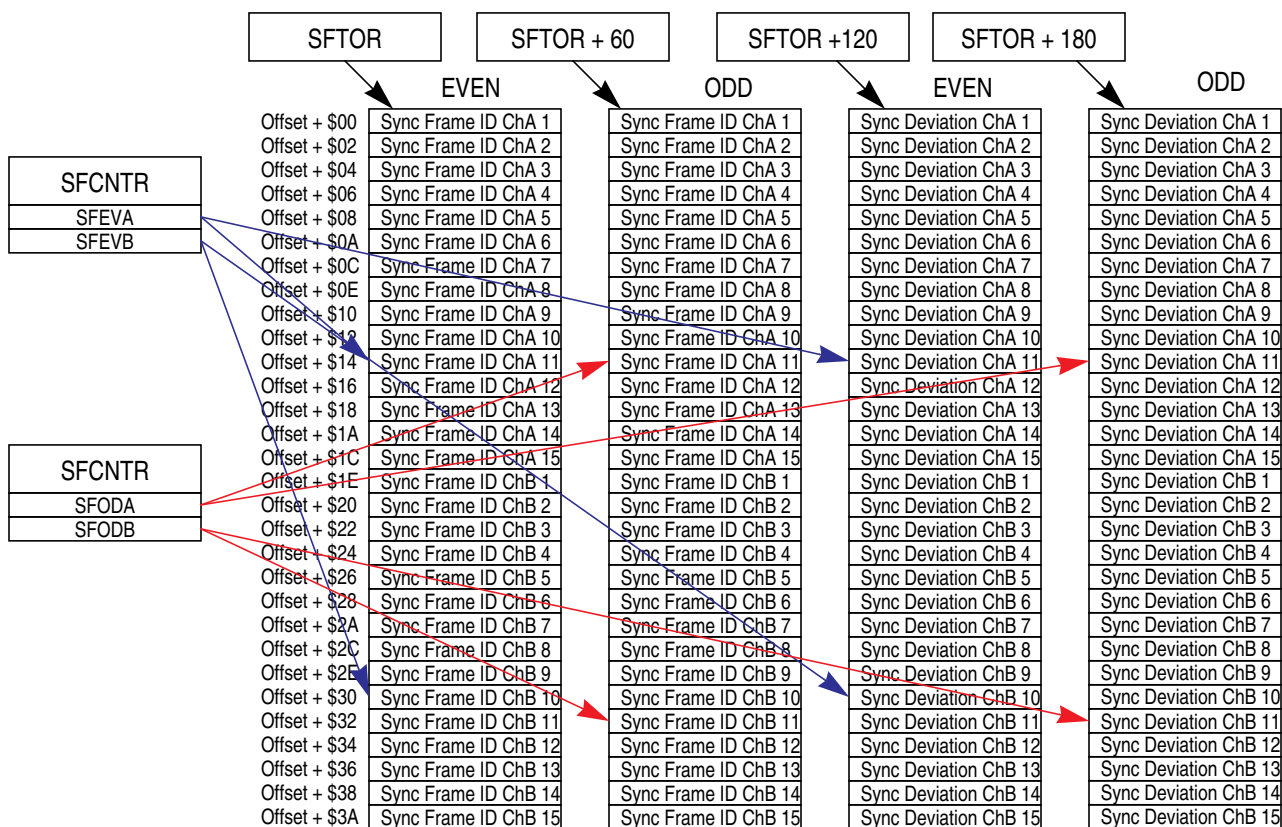 SFTOR SFTOR + 60 SFTOR +120 SFTOR + 180
EVEN ODD EVEN ODD
Offset + $00 Sync Frame ID ChA 1 Sync Frame ID ChA 1 Sync Deviation ChA 1 Sync Deviation ChA 1
Offset + $02 Sync Frame ID ChA 2 Sync Frame ID ChA 2 Sync Deviation ChA 2 Sync Deviation ChA 2
Offset + $04 Sync Frame ID ChA 3 Sync Frame ID ChA 3 Sync Deviation ChA 3 Sync Deviation ChA 3
SFCNTR Offset + $06 Sync Frame ID ChA 4 Sync Frame ID ChA 4 Sync Deviation ChA 4 Sync Deviation ChA 4
SFEVA Offset + $08 Sync Frame ID ChA 5 Sync Frame ID ChA 5 Sync Deviation ChA 5 Sync Deviation ChA 5
SFEVB Offset + $0A Sync Frame ID ChA 6 Sync Frame ID ChA 6 Sync Deviation ChA 6 Sync Deviation ChA 6
Offset + $0C Sync Frame ID ChA 7 Sync Frame ID ChA 7 Sync Deviation ChA 7 Sync Deviation ChA 7
Offset + $0E Sync Frame ID ChA 8 Sync Frame ID ChA 8 Sync Deviation ChA 8 Sync Deviation ChA 8
Offset + $10 Sync Frame ID ChA 9 Sync Frame ID ChA 9 Sync Deviation ChA 9 Sync Deviation ChA 9
Offset + $12 Sync Frame ID ChA 10 Sync Frame ID ChA 10 Sync Deviation ChA 10 Sync Deviation ChA 10
Offset + $14 Sync Frame ID ChA 11 Sync Frame ID ChA 11 Sync Deviation ChA 11 Sync Deviation ChA 11
Offset + $16 Sync Frame ID ChA 12 Sync Frame ID ChA 12 Sync Deviation ChA 12 Sync Deviation ChA 12
Offset + $18 Sync Frame ID ChA 13 Sync Frame ID ChA 13 Sync Deviation ChA 13 Sync Deviation ChA 13
Offset + $1A Sync Frame ID ChA 14 Sync Frame ID ChA 14 Sync Deviation ChA 14 Sync Deviation ChA 14
SFCNTR Offset + $1C Sync Frame ID ChA 15 Sync Frame ID ChA 15 Sync Deviation ChA 15 Sync Deviation ChA 15
Offset + $1E Sync Frame ID ChB 1 Sync Frame ID ChB 1 Sync Deviation ChB 1 Sync Deviation ChB 1
SFODA Offset + $20 Sync Frame ID ChB 2 Sync Frame ID ChB 2 Sync Deviation ChB 2 Sync Deviation ChB 2
SFODB Offset + $22 Sync Frame ID ChB 3 Sync Frame ID ChB 3 Sync Deviation ChB 3 Sync Deviation ChB 3
Offset + $24 Sync Frame ID ChB 4 Sync Frame ID ChB 4 Sync Deviation ChB 4 Sync Deviation ChB 4
Offset + $26 Sync Frame ID ChB 5 Sync Frame ID ChB 5 Sync Deviation ChB 5 Sync Deviation ChB 5
Offset + $28 Sync Frame ID ChB 6 Sync Frame ID ChB 6 Sync Deviation ChB 6 Sync Deviation ChB 6
Offset + $2A Sync Frame ID ChB 7 Sync Frame ID ChB 7 Sync Deviation ChB 7 Sync Deviation ChB 7
Offset + $2C Sync Frame ID ChB 8 Sync Frame ID ChB 8 Sync Deviation ChB 8 Sync Deviation ChB 8
Offset + $2E Sync Frame ID ChB 9 Sync Frame ID ChB 9 Sync Deviation ChB 9 Sync Deviation ChB 9
Offset + $30 Sync Frame ID ChB 10 Sync Frame ID ChB 10 Sync Deviation ChB 10 Sync Deviation ChB 10
Offset + $32 Sync Frame ID ChB 11 Sync Frame ID ChB 11 Sync Deviation ChB 11 Sync Deviation ChB 11
Offset + $34 Sync Frame ID ChB 12 Sync Frame ID ChB 12 Sync Deviation ChB 12 Sync Deviation ChB 12
Offset + $36 Sync Frame ID ChB 13 Sync Frame ID ChB 13 Sync Deviation ChB 13 Sync Deviation ChB 13
Offset + $38 Sync Frame ID ChB 14 Sync Frame ID ChB 14 Sync Deviation ChB 14 Sync Deviation ChB 14
Offset + $3A Sync Frame ID ChB 15 Sync Frame ID ChB 15 Sync Deviation ChB 15 Sync Deviation ChB 15